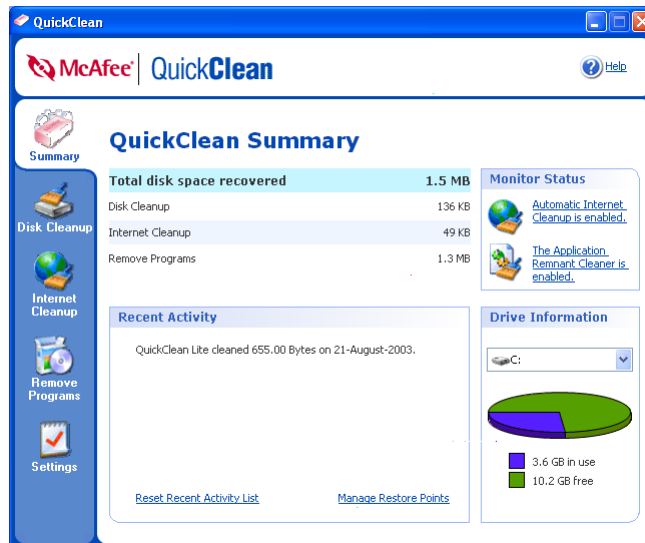 QuickClean
McAfee QuickClean
Help
Summary
Disk Cleanup
Internet
Cleanup
Remove
Programs
Settings
QuickClean Summary
Total disk space recovered 1.5 MB
Disk Cleanup 136 KB
Internet Cleanup 49 KB
Remove Programs 1.3 MB
Monitor Status
Automatic Internet
Cleanup is enabled.
The Application
Remnant Cleaner is
enabled.
Recent Activity
QuickClean Lite cleaned 655.00 Bytes on 21-August-2003.
Reset Recent Activity List
Manage Restore Points
Drive Information
C:
3.6 GB in use
10.2 GB free